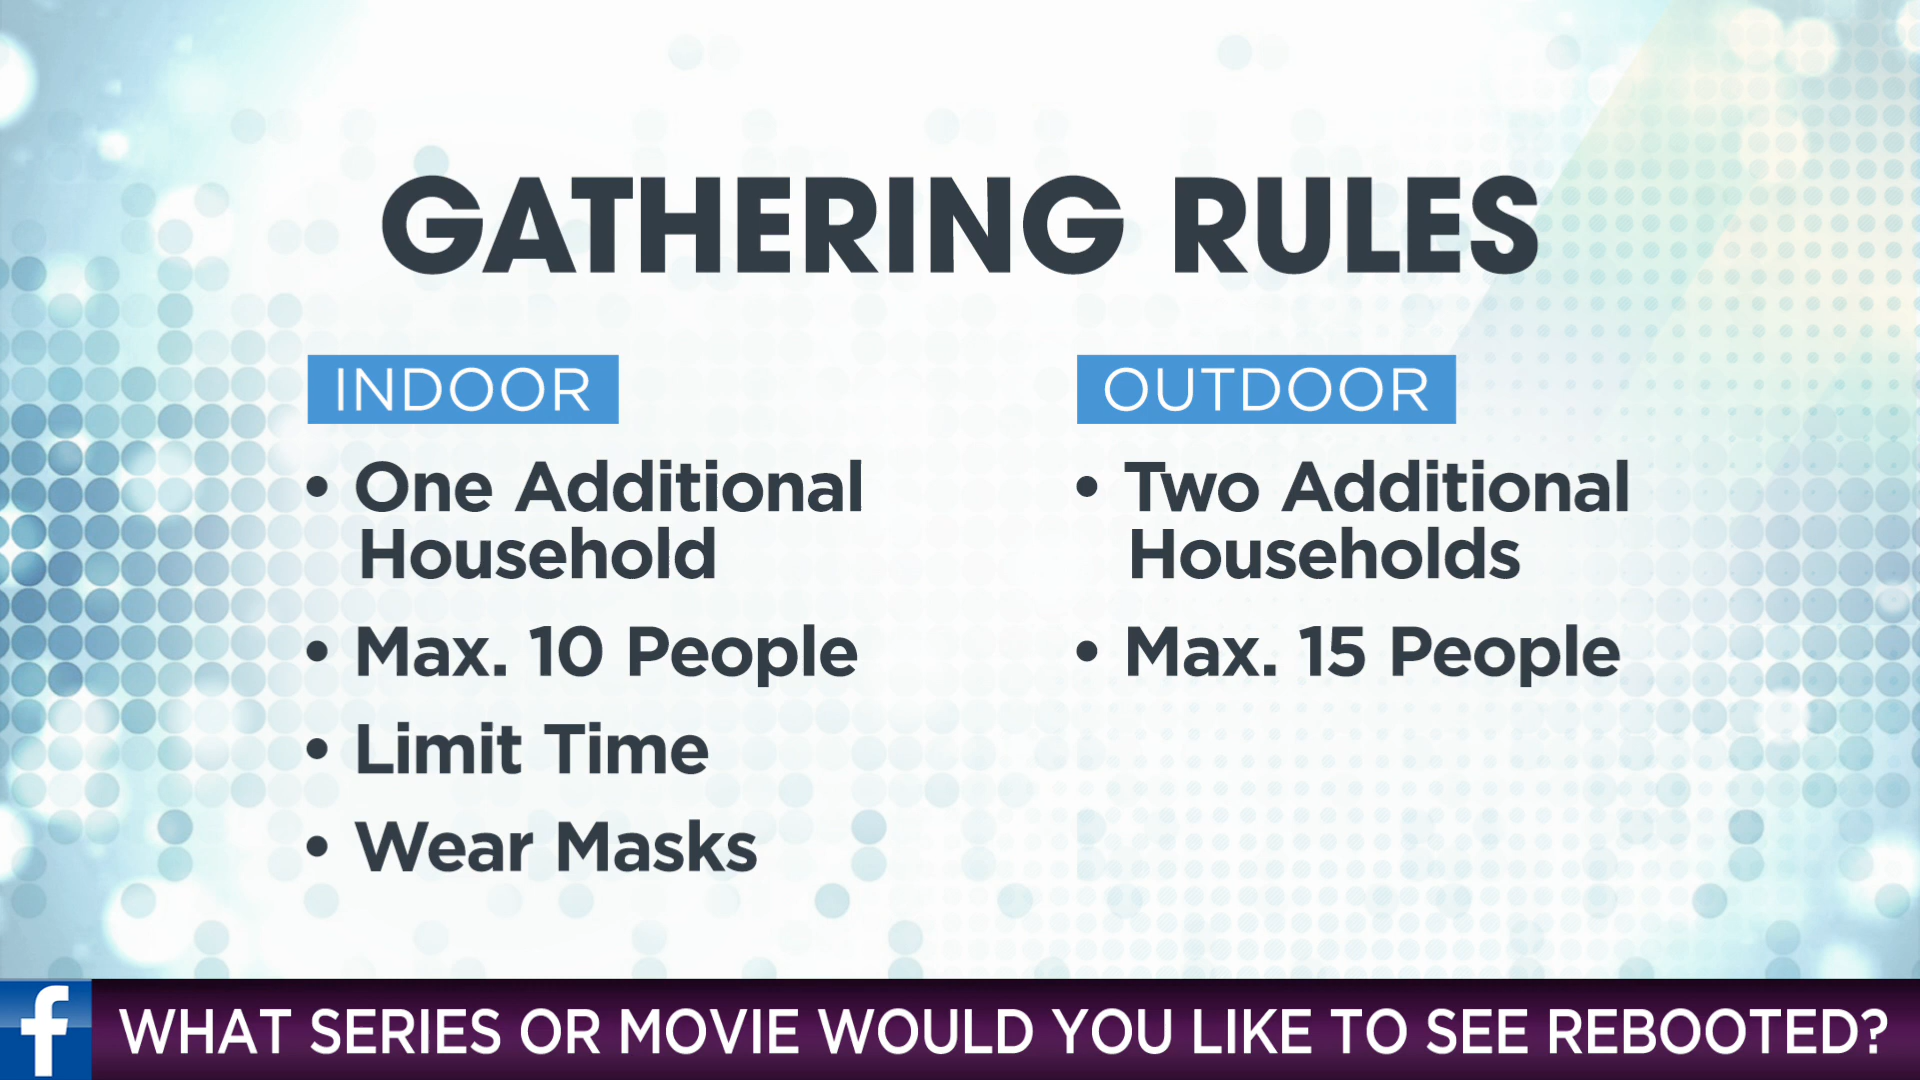 GATHERING RULES
INDOOR
• One Additional
Household
• Max. 10 People
• Limit Time
• Wear Masks
OUTDOOR
• Two Additional
Households
• Max. 15 People
f WHAT SERIES OR MOVIE WOULD YOU LIKE TO SEE REBOOTED?